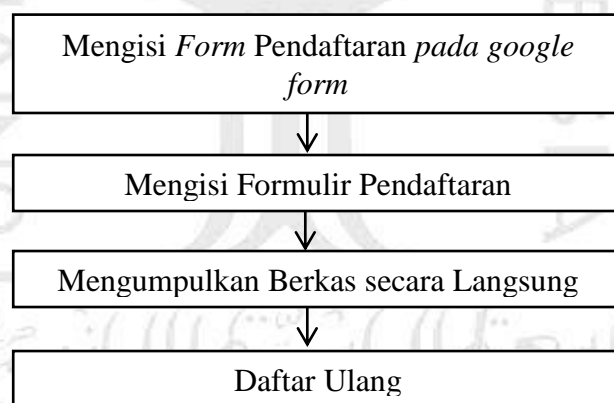 Mengisi Form Pendaftaran pada google
form
Mengisi Formulir Pendaftaran
Mengumpulkan Berkas secara Langsung
Daftar Ulang